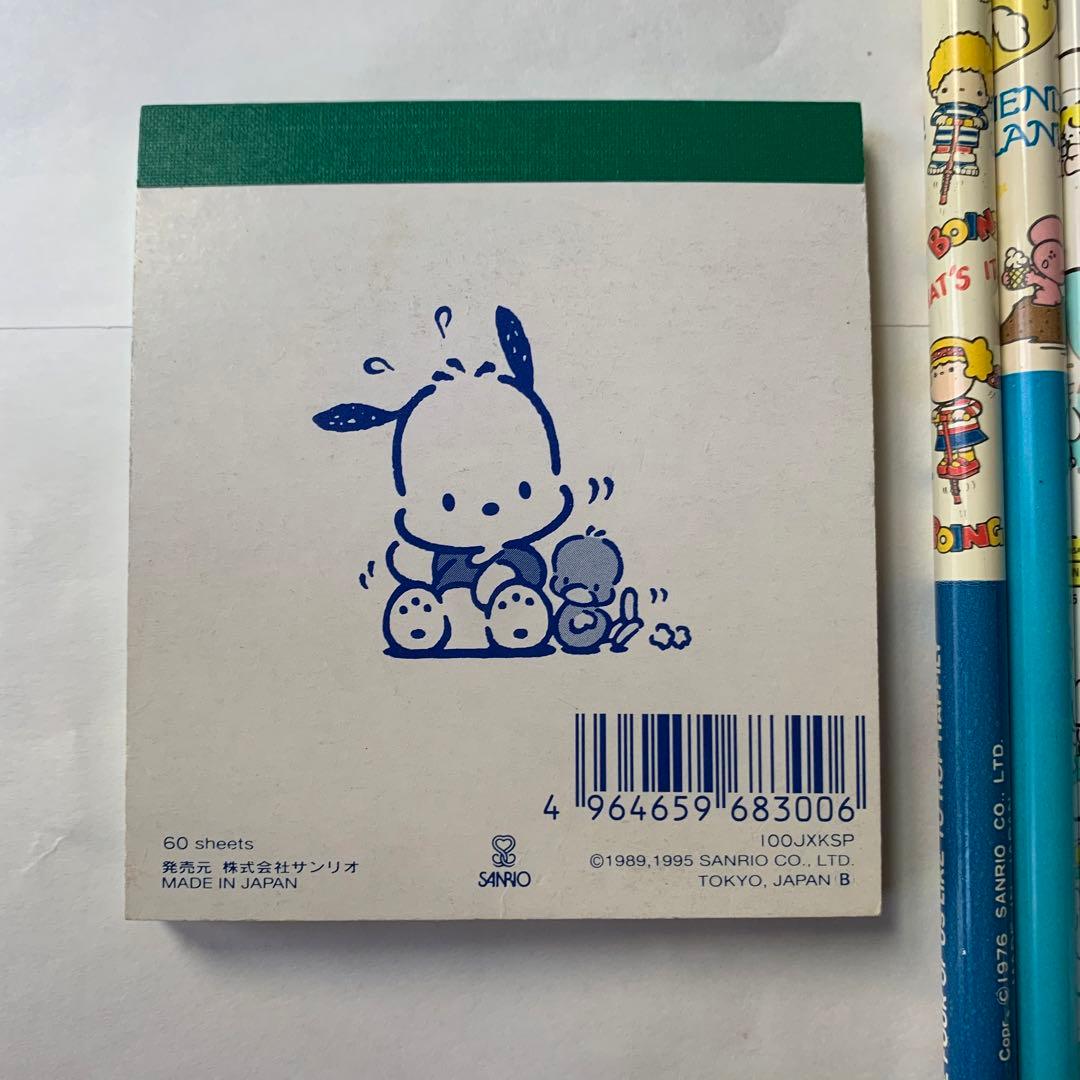 4 964659 683006
60 sheets
発売元 株式会社サンリオ
MADE IN JAPAN
SANRIO
100JXKSP
©1989,1995 SANRIO CO., LTD.
TOKYO, JAPAN (B)
BOING
BOING
Copr. ©1976 SANRIO CO., LTD.